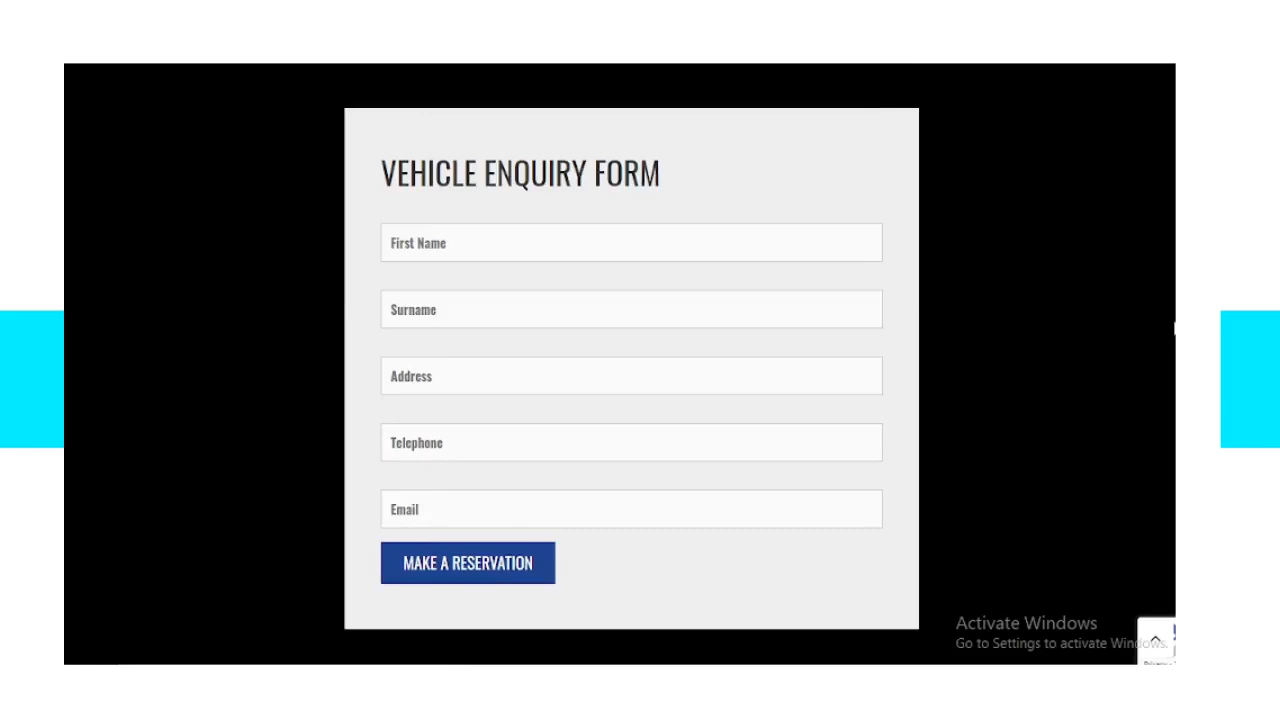 VEHICLE ENQUIRY FORM
First Name
Surname
Address
Telephone
Email
MAKE A RESERVATION
Activate Windows
Go to Settings to activate Windows.